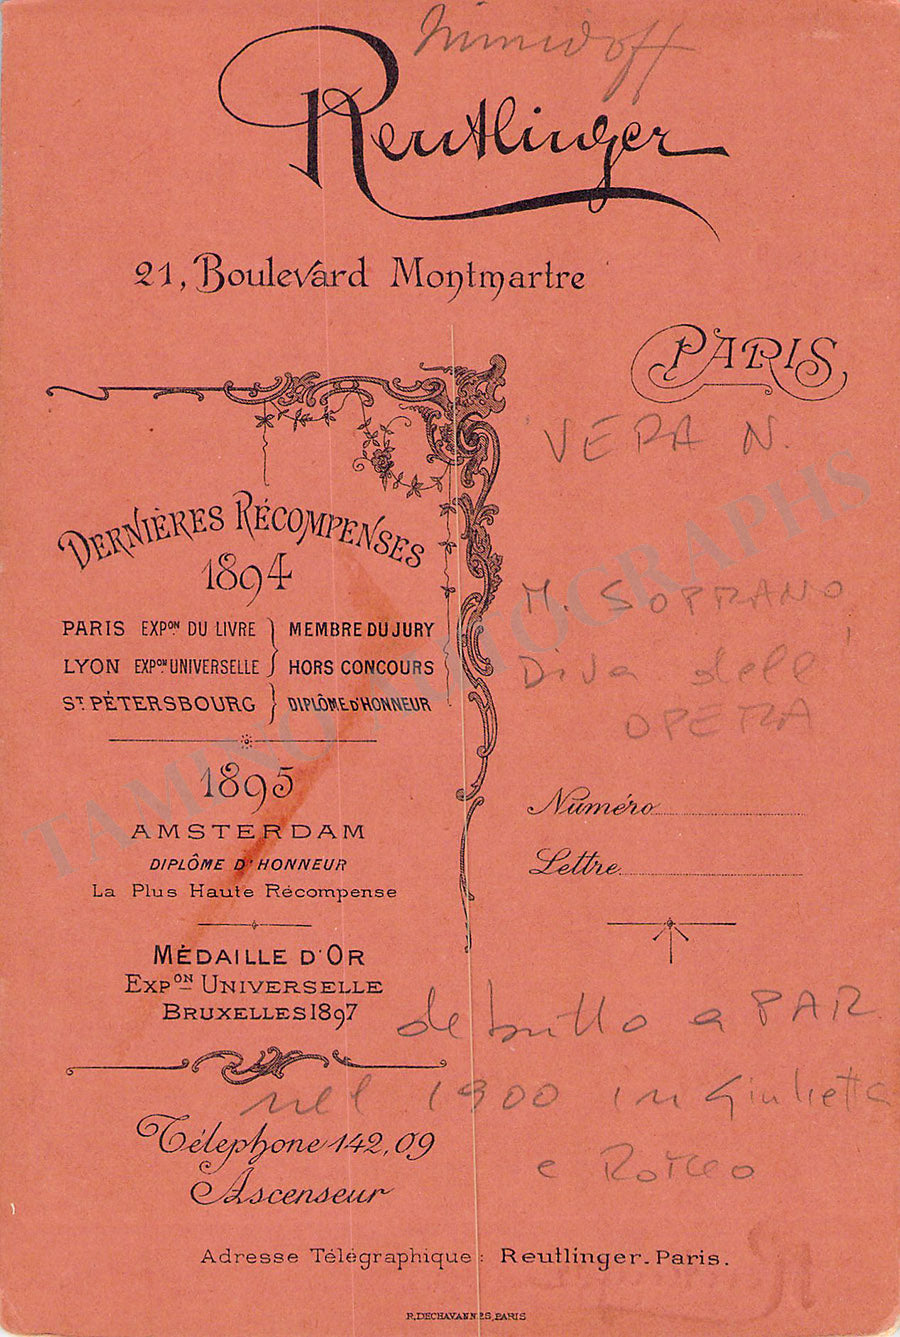 Nimidoff
Reutlinger
21, Boulevard Montmartre
PARIS
VERA N.
DERNIÈRES RÉCOMPENSES
1894
PARIS EXPON DU LIVRE } MEMBRE DU JURY
LYON EXPON UNIVERSELLE } HORS CONCOURS
ST PÉTERSBOURG } DIPLÔME D'HONNEUR
M. SOPRANO
Diva dell'
OPERA
1895
AMSTERDAM
DIPLÔME D'HONNEUR
La Plus Haute Récompense
Numéro
Lettre
MÉDAILLE D'OR
EXPON UNIVERSELLE
BRUXELLES 1897
debutto a PAR.
nel 1900 in Giulietta
e Romeo
Téléphone 142,09
Ascenseur
Adresse Télégraphique: Reutlinger-Paris.
R. DECHAVANNES, PARIS
TAMINO AUTOGRAPHS